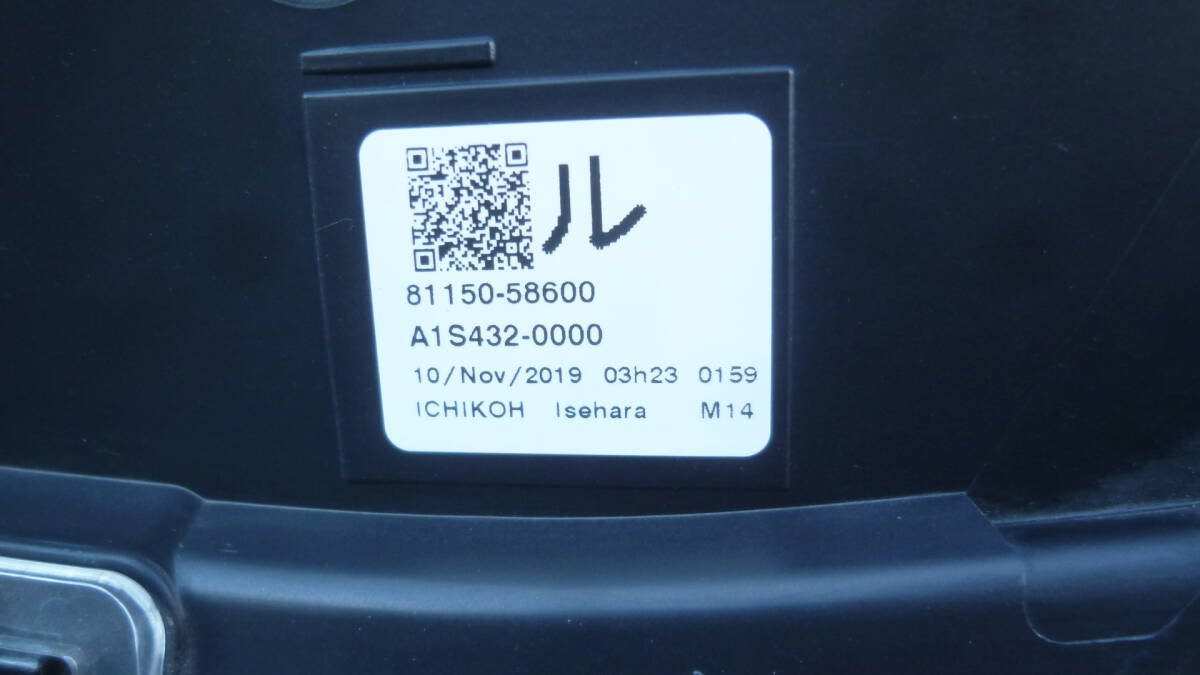 ル
81150-58600
A1S432-0000
10/Nov/2019 03h23 0159
ICHIKOH Isehara M14